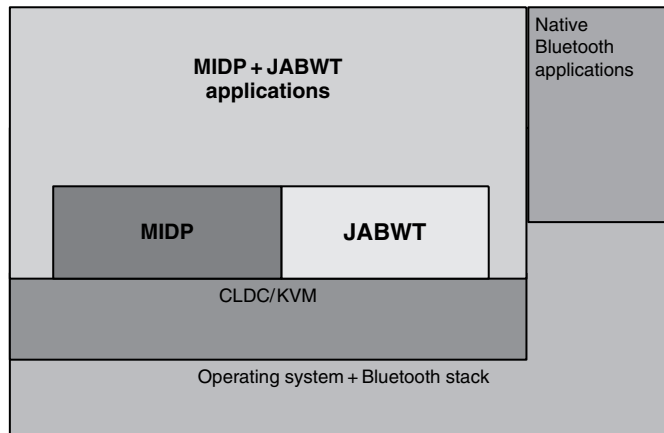 MIDP + JABWT
applications
Native
Bluetooth
applications
MIDP
JABWT
CLDC/KVM
Operating system + Bluetooth stack